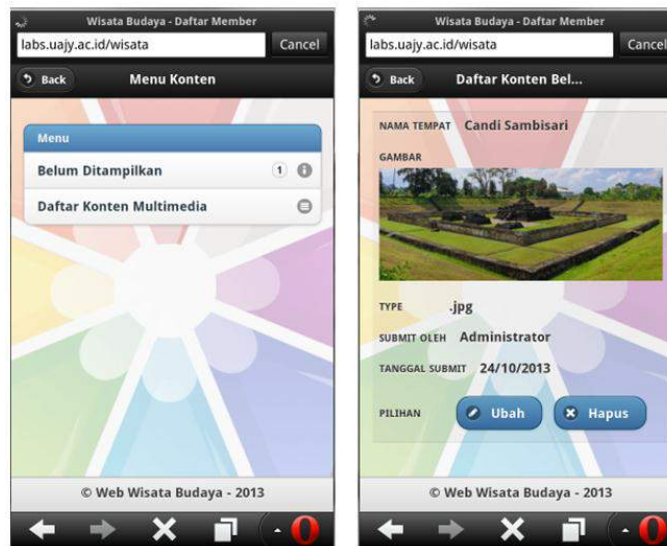 Wisata Budaya - Daftar Member
labs.uajy.ac.id/wisata
Cancel
Back
Menu Konten
Menu
Belum Ditampilkan 1
Daftar Konten Multimedia
© Web Wisata Budaya - 2013
Wisata Budaya - Daftar Member
labs.uajy.ac.id/wisata
Cancel
Back
Daftar Konten Bel...
NAMA TEMPAT Candi Sambisari
GAMBAR
TYPE .jpg
SUBMIT OLEH Administrator
TANGGAL SUBMIT 24/10/2013
PILIHAN Ubah Hapus
© Web Wisata Budaya - 2013